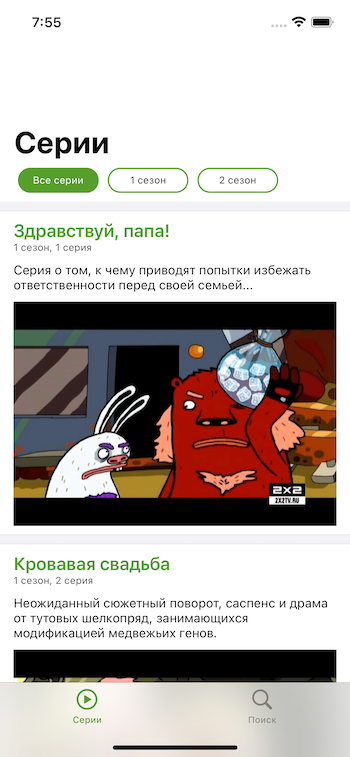 7:55
Серии
Все серии
1 сезон
2 сезон
Здравствуй, папа!
1 сезон, 1 серия
Серия о том, к чему приводят попытки избежать
ответственности перед своей семьей...
2X2
2X2TV.RU
Кровавая свадьба
1 сезон, 2 серия
Неожиданный сюжетный поворот, саспенс и драма
от тутовых шелкопряд, занимающихся
модификацией медвежьих генов.
Серии
Поиск